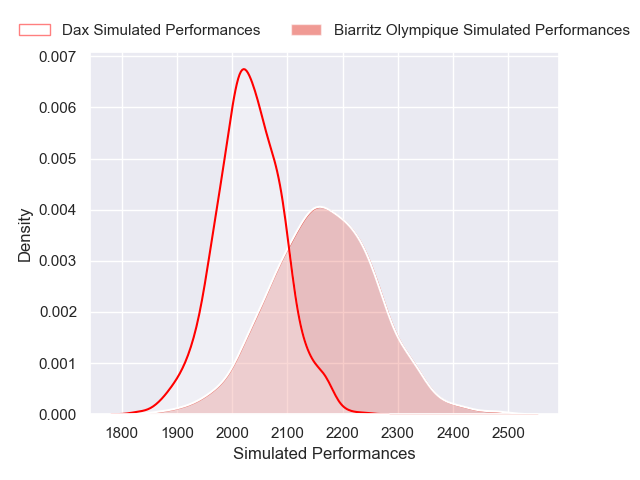 Dax Simulated Performances
Biarritz Olympique Simulated Performances
0.007
0.006
0.005
0.004
0.003
0.002
0.001
0.000
Density
1800 1900 2000 2100 2200 2300 2400 2500
Simulated Performances